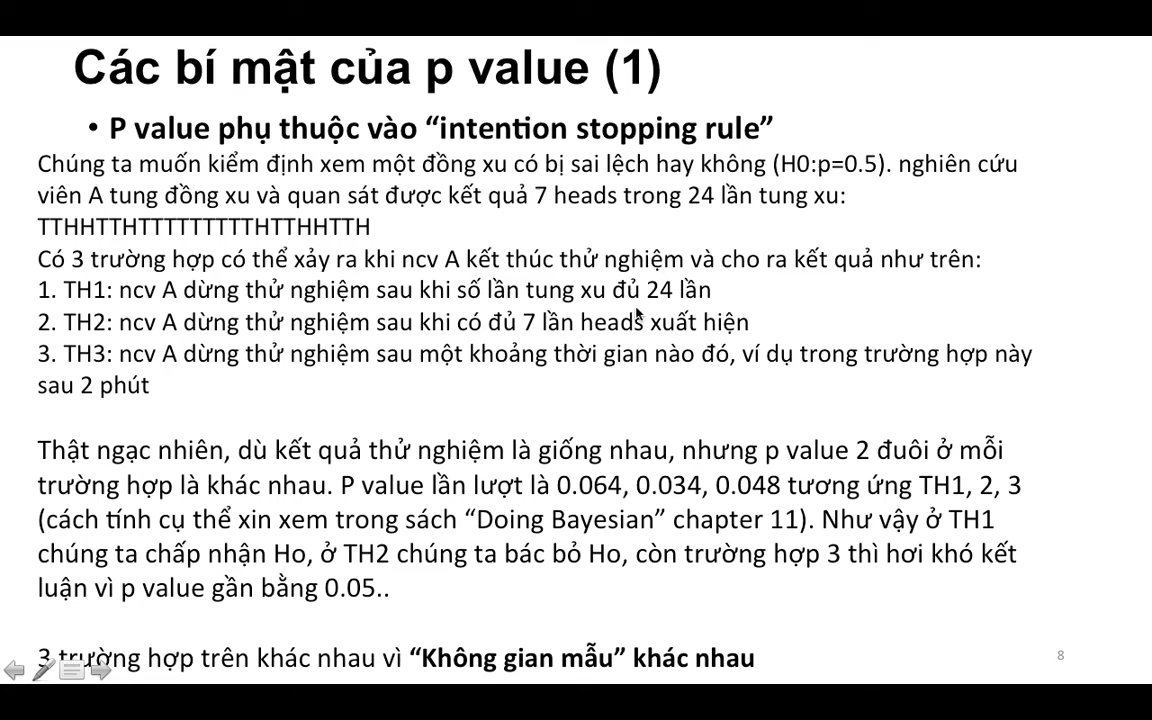 Các bí mật của p value (1)
• P value phụ thuộc vào “intention stopping rule”
Chúng ta muốn kiểm định xem một đồng xu có bị sai lệch hay không (H0:p=0.5). nghiên cứu
viên A tung đồng xu và quan sát được kết quả 7 heads trong 24 lần tung xu:
TTHHTTHTTTTTTTTTHTTHHTTH
Có 3 trường hợp có thể xảy ra khi ncv A kết thúc thử nghiệm và cho ra kết quả như trên:
1. TH1: ncv A dừng thử nghiệm sau khi số lần tung xu đủ 24 lần
2. TH2: ncv A dừng thử nghiệm sau khi có đủ 7 lần heads xuất hiện
3. TH3: ncv A dừng thử nghiệm sau một khoảng thời gian nào đó, ví dụ trong trường hợp này
sau 2 phút
Thật ngạc nhiên, dù kết quả thử nghiệm là giống nhau, nhưng p value 2 đuôi ở mỗi
trường hợp là khác nhau. P value lần lượt là 0.064, 0.034, 0.048 tương ứng TH1, 2, 3
(cách tính cụ thể xin xem trong sách “Doing Bayesian” chapter 11). Như vậy ở TH1
chúng ta chấp nhận Ho, ở TH2 chúng ta bác bỏ Ho, còn trường hợp 3 thì hơi khó kết
luận vì p value gần bằng 0.05..
3 trường hợp trên khác nhau vì “Không gian mẫu” khác nhau
8